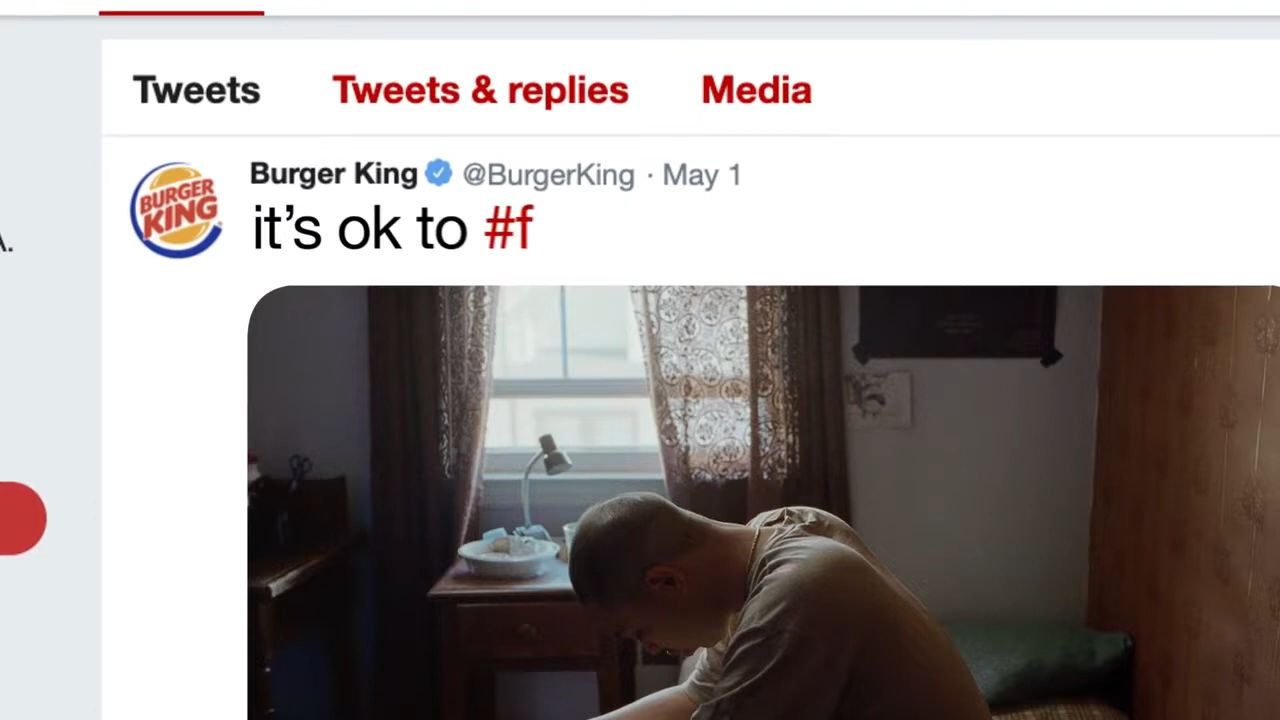 Tweets Tweets & replies Media
Burger King @BurgerKing · May 1
BURGER
KING
it’s ok to #f
A.